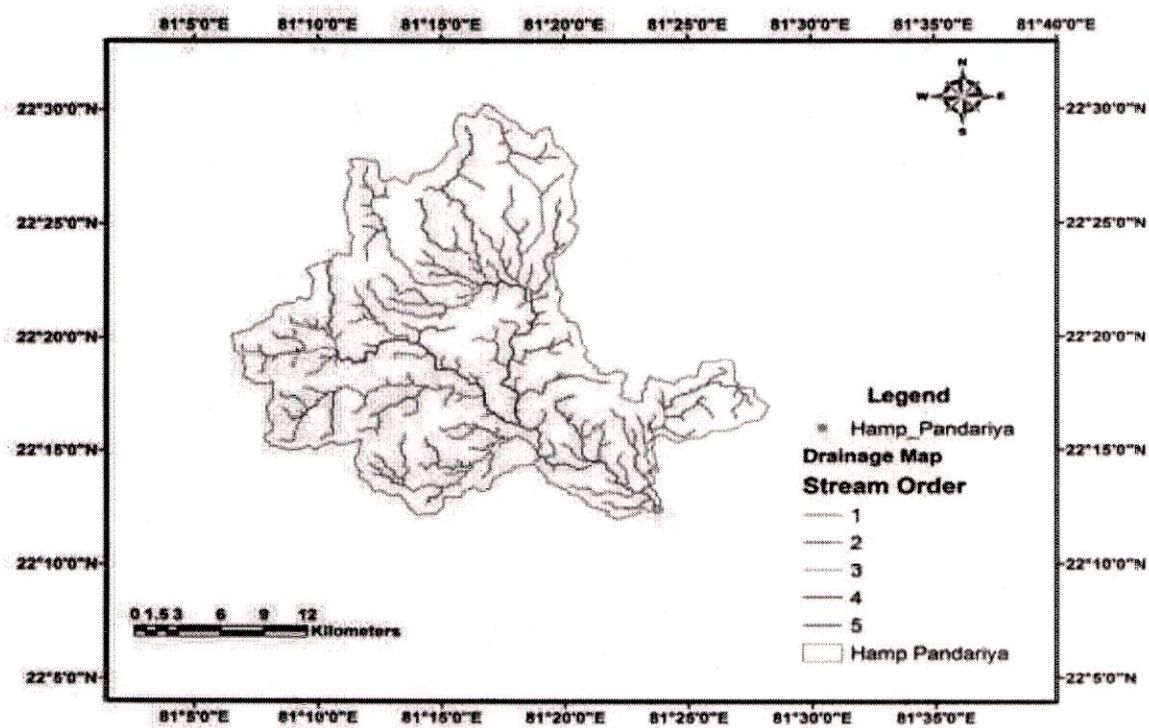 81°5'0"E 81°10'0"E 81°15'0"E 81°20'0"E 81°25'0"E 81°30'0"E 81°35'0"E 81°40'0"E
N
W E
S
22°30'0"N 22°30'0"N
22°25'0"N 22°25'0"N
22°20'0"N 22°20'0"N
22°15'0"N 22°15'0"N
22°10'0"N 22°10'0"N
22°5'0"N 22°5'0"N
Legend
Hamp_Pandariya
Drainage Map
Stream Order
1
2
3
4
5
Hamp Pandariya
0 1.5 3 6 9 12
Kilometers
81°5'0"E 81°10'0"E 81°15'0"E 81°20'0"E 81°25'0"E 81°30'0"E 81°35'0"E